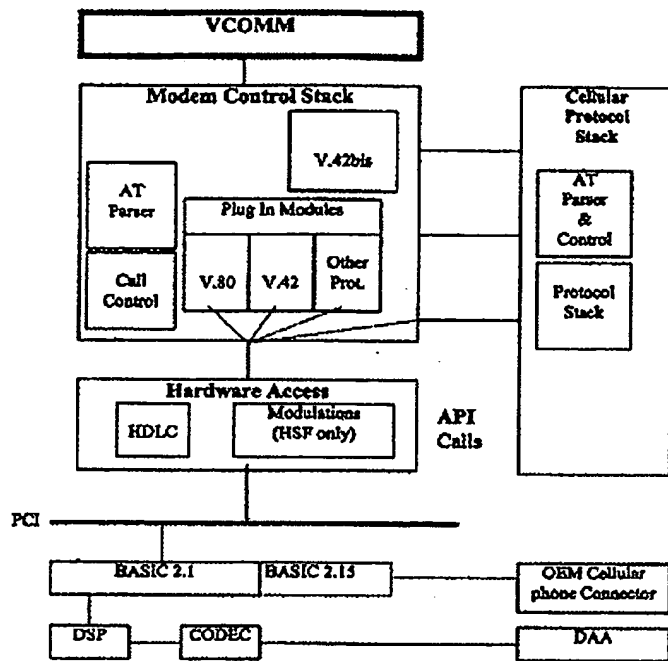 VCOMM
Modem Control Stack
V.42bis
AT
Parser
Plug In Modules
Call
Control
V.80
V.42
Other
Prot.
Cellular
Protocol
Stack
AT
Parser
&
Control
Protocol
Stack
Hardware Access
HDLC
Modulations
(HSF only)
API
Calls
PCI
BASIC 2.1
BASIC 2.15
OEM Cellular
phone Connector
DSP
CODEC
DAA